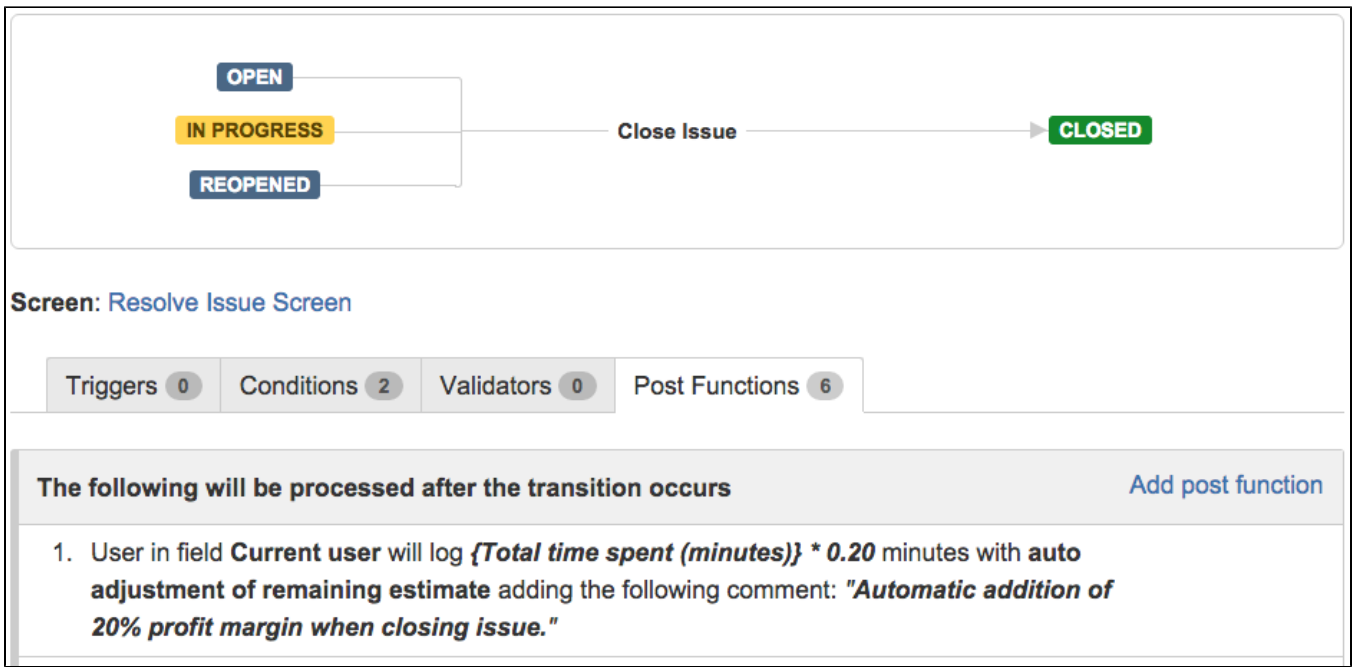 OPEN
IN PROGRESS
Close Issue
CLOSED
REOPENED
Screen: Resolve Issue Screen
Triggers 0 Conditions 2 Validators 0 Post Functions 6
The following will be processed after the transition occurs
Add post function
1. User in field Current user will log {Total time spent (minutes)} * 0.20 minutes with auto
adjustment of remaining estimate adding the following comment: "Automatic addition of
20% profit margin when closing issue."